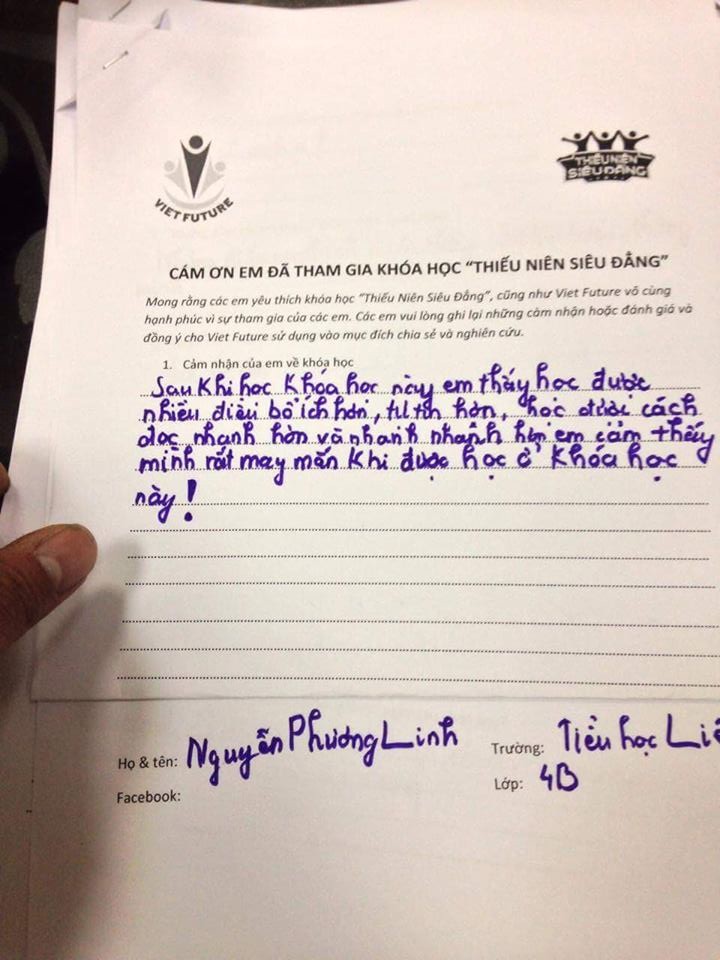 VIET FUTURE
THIẾU NIÊN
SIÊU ĐẲNG
CÁM ƠN EM ĐÃ THAM GIA KHÓA HỌC “THIẾU NIÊN SIÊU ĐẲNG”
Mong rằng các em yêu thích khóa học “Thiếu Niên Siêu Đẳng”, cũng như Viet Future vô cùng
hạnh phúc vì sự tham gia của các em. Các em vui lòng ghi lại những cảm nhận hoặc đánh giá và
đồng ý cho Viet Future sử dụng vào mục đích chia sẻ và nghiên cứu.
1. Cảm nhận của em về khóa học
Sau khi học khóa học này em thấy học được
nhiều điều bổ ích hơn, tự tin hơn, học được cách
đọc nhanh hơn và nhanh nhanh hơn em cảm thấy
mình rất may mắn khi được học ở khóa học
này!
Họ & tên: Nguyễn Phương Linh Trường: Tiểu học
Facebook: Lớp: 4B